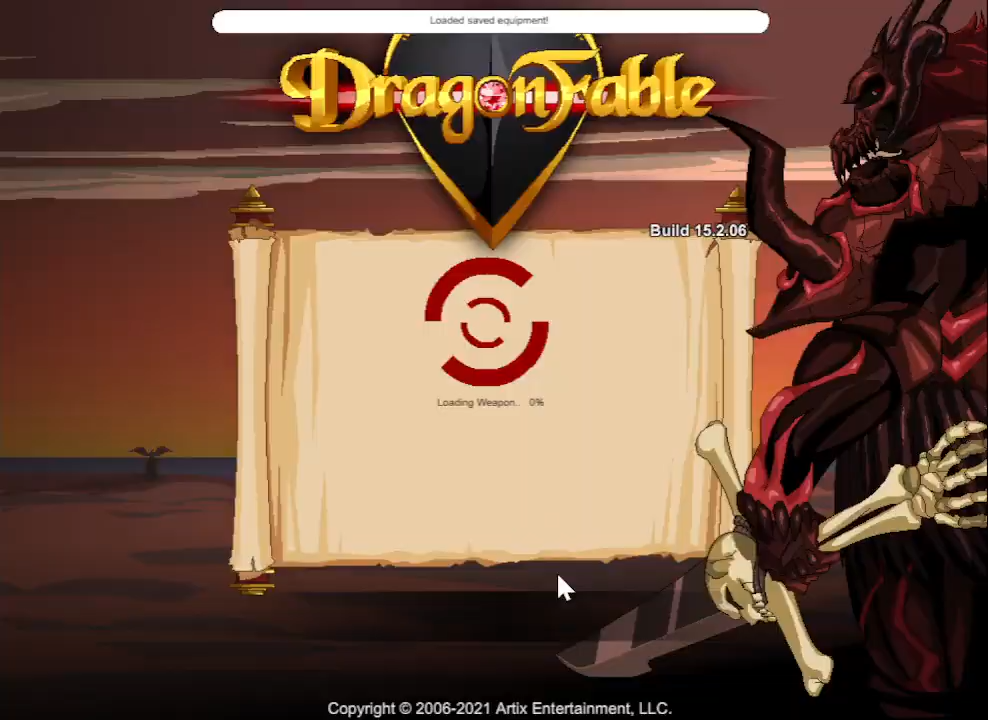 Loaded saved equipment!
DragonFable
Build 15.2.06
Loading Weapon.. 0%
Copyright © 2006-2021 Artix Entertainment, LLC.